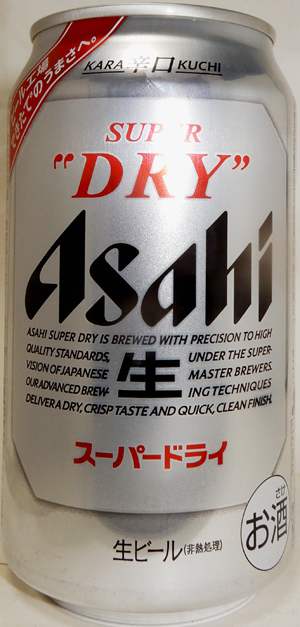 ビール工場
できたてのうまさへ。
KARA 辛口 KUCHI
SUPER
"DRY"
Asahi
ASAHI SUPER DRY IS BREWED WITH PRECISION TO HIGH
QUALITY STANDARDS, UNDER THE SUPER-
VISION OF JAPANESE MASTER BREWERS.
生
OUR ADVANCED BREW- ING TECHNIQUES
DELIVER A DRY, CRISP TASTE AND QUICK, CLEAN FINISH.
スーパードライ
さけ
お酒
生ビール(非熱処理)